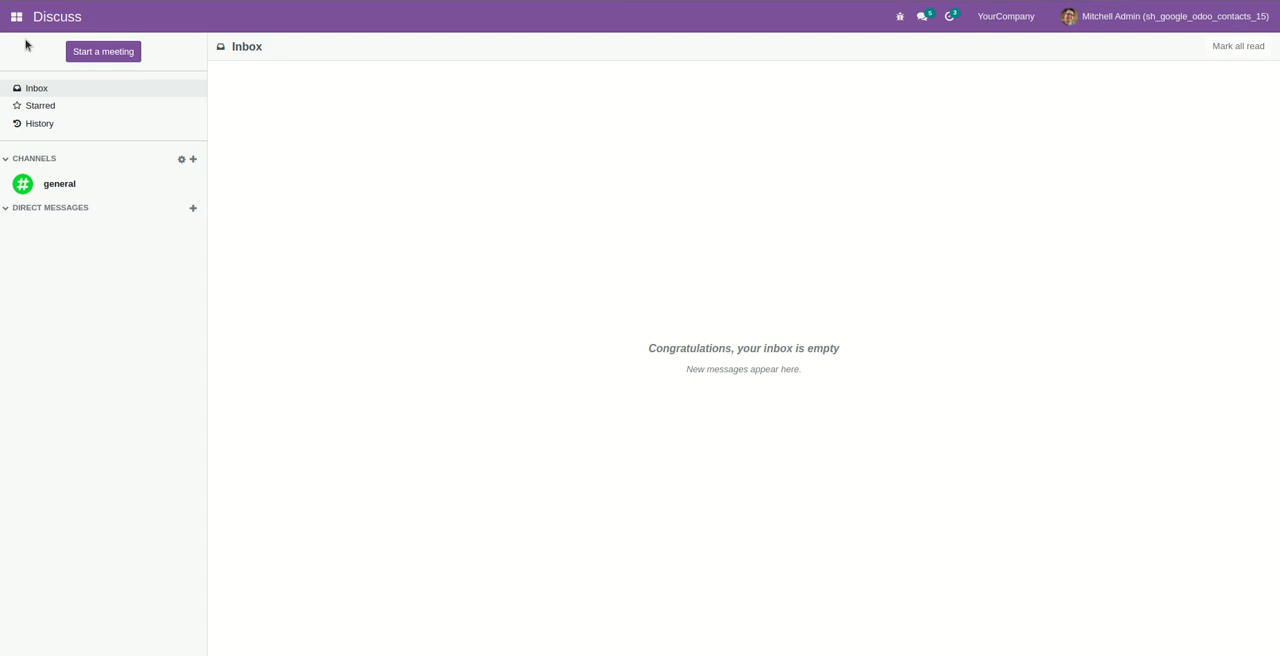 Discuss
5
3
YourCompany
Mitchell Admin (sh_google_odoo_contacts_15)
Start a meeting
Inbox
Mark all read
Inbox
Starred
History
CHANNELS
general
DIRECT MESSAGES
Congratulations, your inbox is empty
New messages appear here.